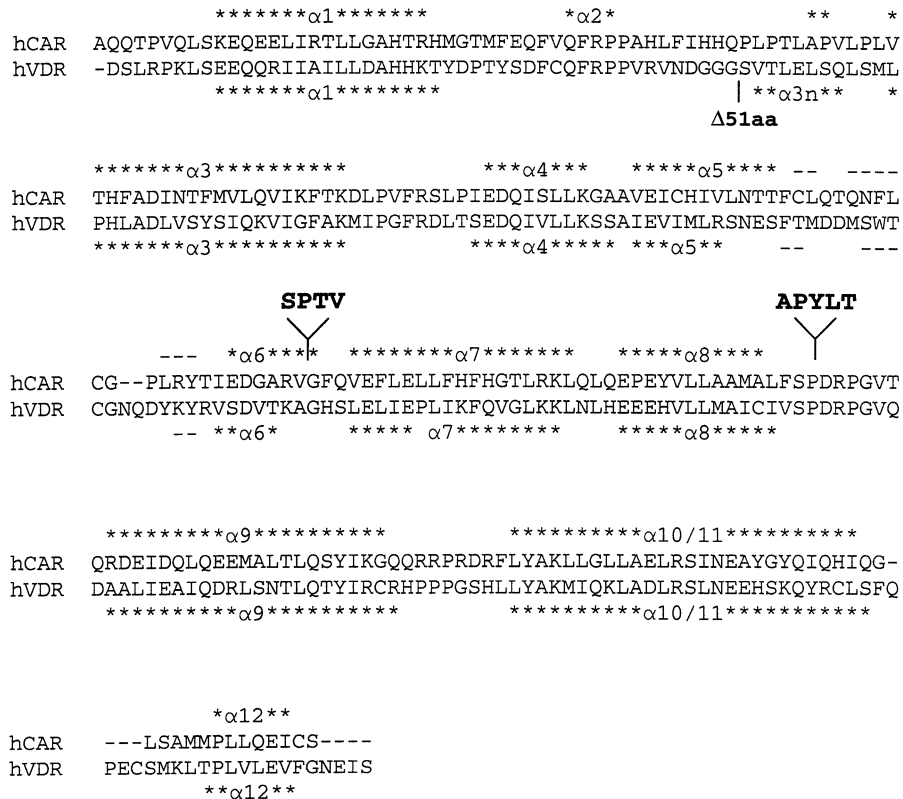 *******α1*******  *α2*  **  *
hCAR AQQTPVQLSKEQEELIRTLLGAHTRHMGTMFEQFVQFRPPAHLFIHHQPLPTLAPVLPLV
hVDR -DSLRPKLSEEQQRIIAILLDAHHKTYDPTYSDFCQFRPPVRVNDGGGSVTLELSQLSML
*******α1********  **α3n**  *
Δ51aa
*******α3**********  ***α4***  *****α5****  --  ----
hCAR THFADINTFMVLQVIKFTKDLPVFRSLPIEDQISLLKGAAVEICHIVLNTTFCLQTQNFL
hVDR PHLADLVSYSIQKVIGFAKMIPGFRDLTSEDQIVLLKSSAIEVIMLRSNESFTMDDMSWT
*******α3**********  ****α4*****  ***α5**  --  ---
SPTV  APYLT
---  *α6****  ********α7*******  *****α8****
hCAR CG--PLRYTIEDGARVGFQVEFLELLFHFHGTLRKLQLQEPEYVLLAAMALFSPDRPGVT
hVDR CGNQDYKYRVSDVTKAGHSLELIEPLIKFQVGLKKLNLHEEEHVLLMAICIVSPDRPGVQ
--  **α6*  ***** α7********  *****α8*****
*********α9**********  **********α10/11**********
hCAR QRDEIDQLQEEMALTLQSYIKGQQRRPRDRFLYAKLLGLLAELRSINEAYGYQIQHIQG-
hVDR DAALIEAIQDRLSNTLQTYIRCRHPPPGSHLLYAKMIQKLADLRSLNEEHSKQYRCLSFQ
**********α9**********  **********α10/11***********
*α12**
hCAR ---LSAMMPLLQEICS----
hVDR PECSMKLTPLVLEVFGNEIS
**α12**